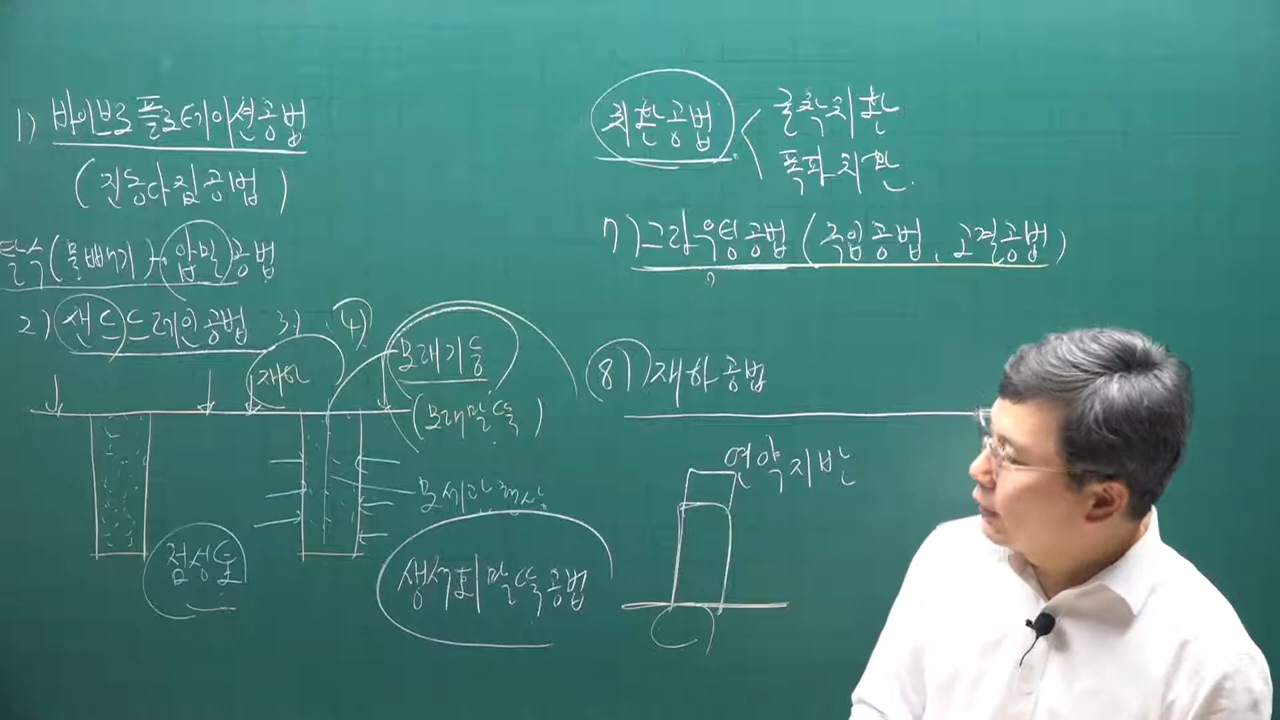 1) 바이브로플로테이션공법
(진동다짐공법)
탈수(물빼기)-압밀공법
2) 샌드드레인공법 3) 4)
재하
모래기둥
(모래말뚝)
점성토
생석회말뚝공법
치환공법
굴착치환
폭파치환
7) 그라우팅공법 (주입공법, 고결공법)
8) 재하공법
연약지반